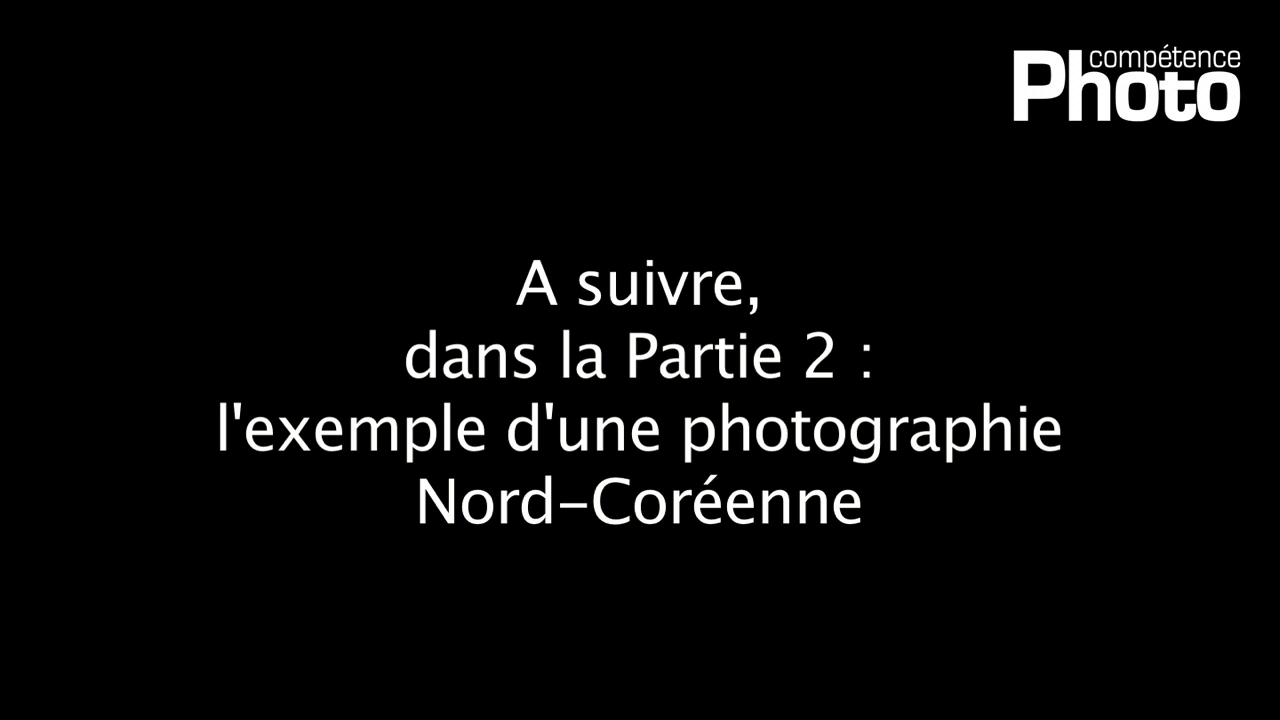 compétence
Photo
A suivre,
dans la Partie 2 :
l'exemple d'une photographie
Nord-Coréenne